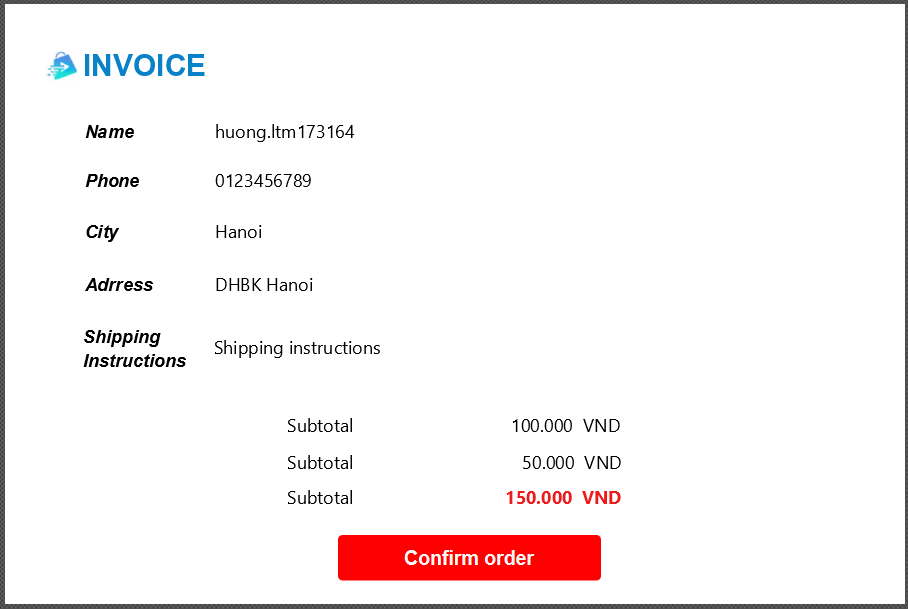 INVOICE
Name huong.ltm173164
Phone 0123456789
City Hanoi
Adrress DHBK Hanoi
Shipping
Instructions Shipping instructions
Subtotal 100.000 VND
Subtotal 50.000 VND
Subtotal 150.000 VND
Confirm order